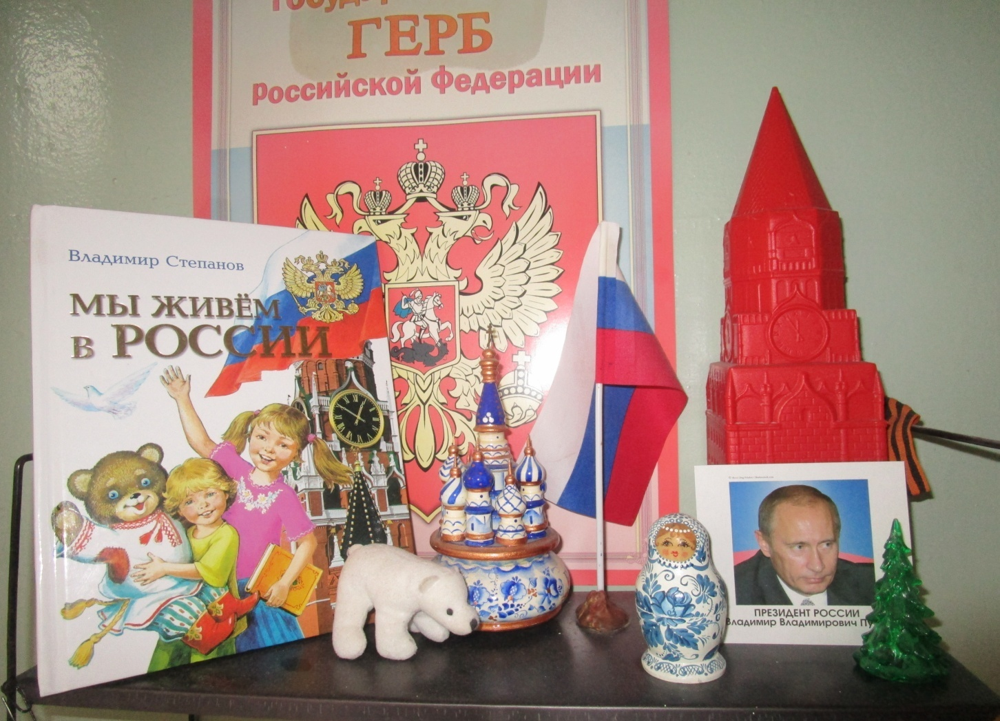 ГЕРБ
Российской Федерации
Владимир Степанов
МЫ ЖИВЁМ
В РОССИИ
ПРЕЗИДЕНТ РОССИИ
Владимир Владимирович